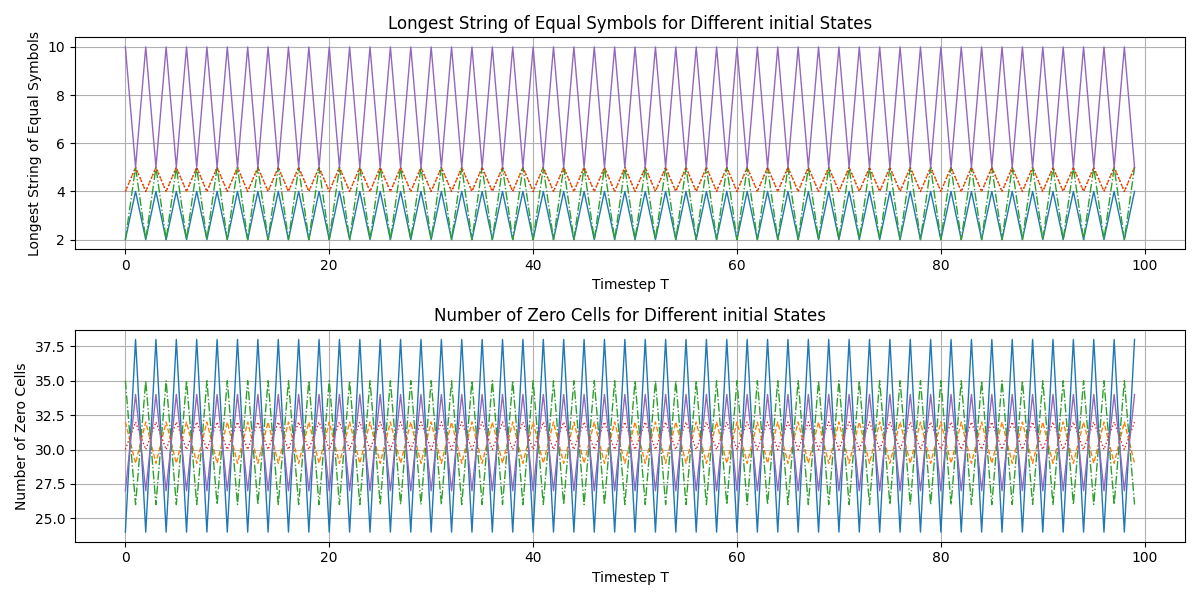 Longest String of Equal Symbols for Different initial States
Longest String of Equal Symbols
10
8
6
4
2
0 20 40 60 80 100
Timestep T
Number of Zero Cells for Different initial States
Number of Zero Cells
37.5
35.0
32.5
30.0
27.5
25.0
0 20 40 60 80 100
Timestep T